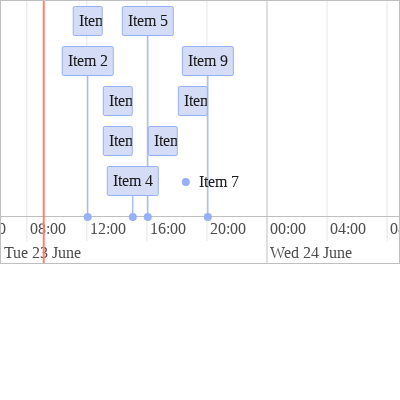 Item
Item 5
Item 2
Item 9
Item
Item
Item
Item
Item 4
Item 7
08:00
12:00
16:00
20:00
00:00
04:00
Tue 23 June
Wed 24 June